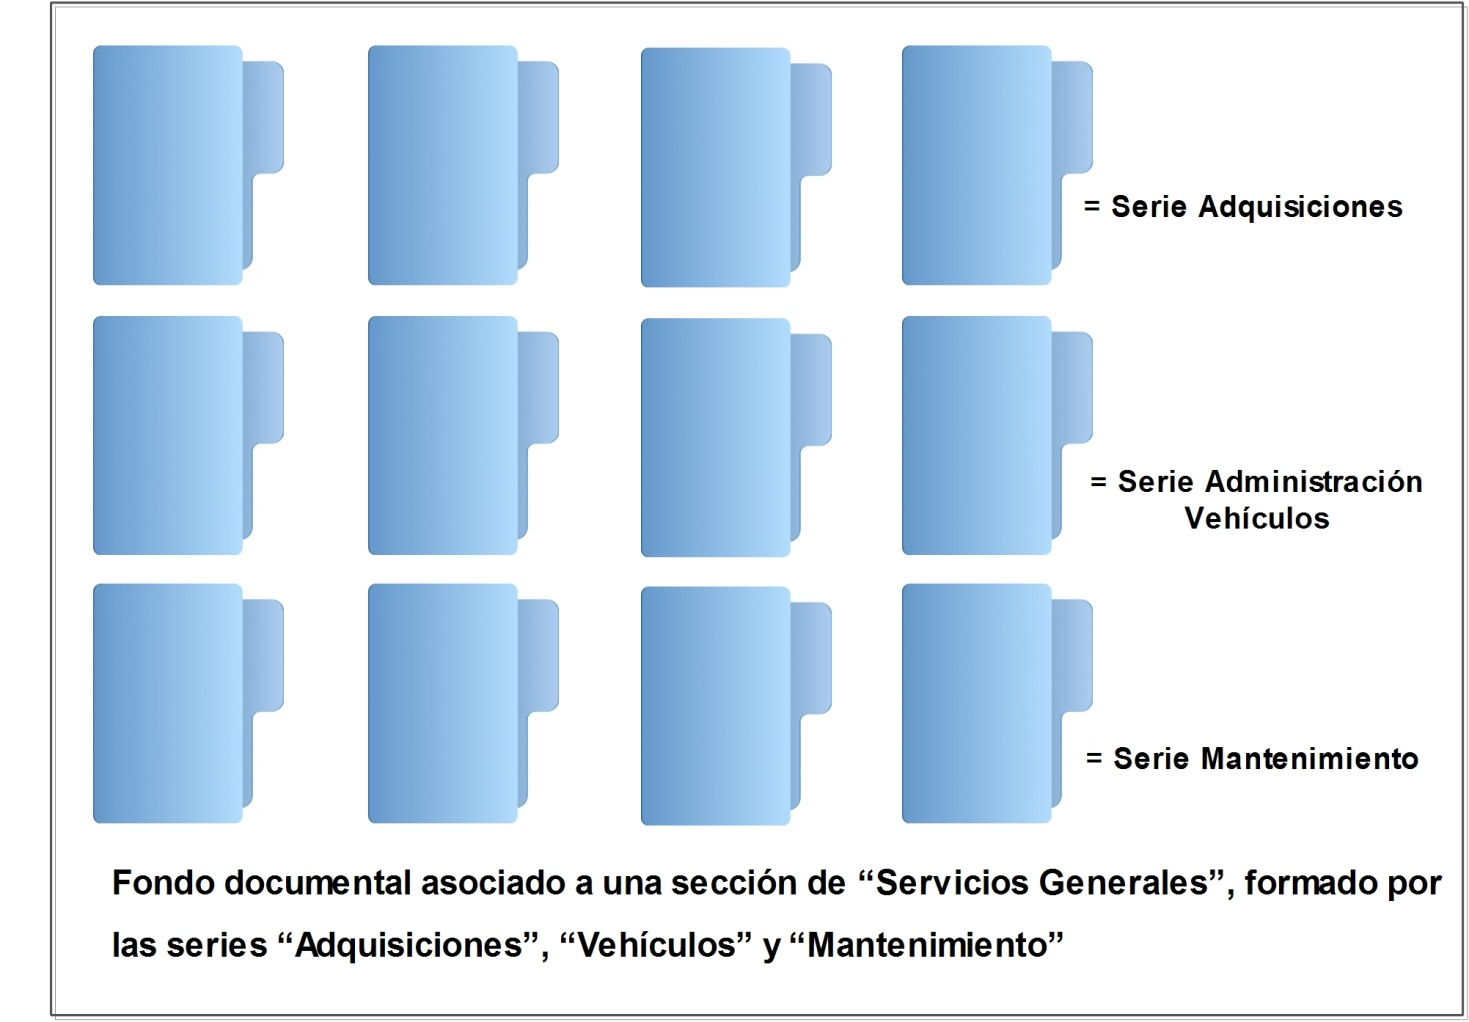 = Serie Adquisiciones
= Serie Administración
Vehículos
= Serie Mantenimiento
Fondo documental asociado a una sección de “Servicios Generales”, formado por
las series “Adquisiciones”, “Vehículos” y “Mantenimiento”